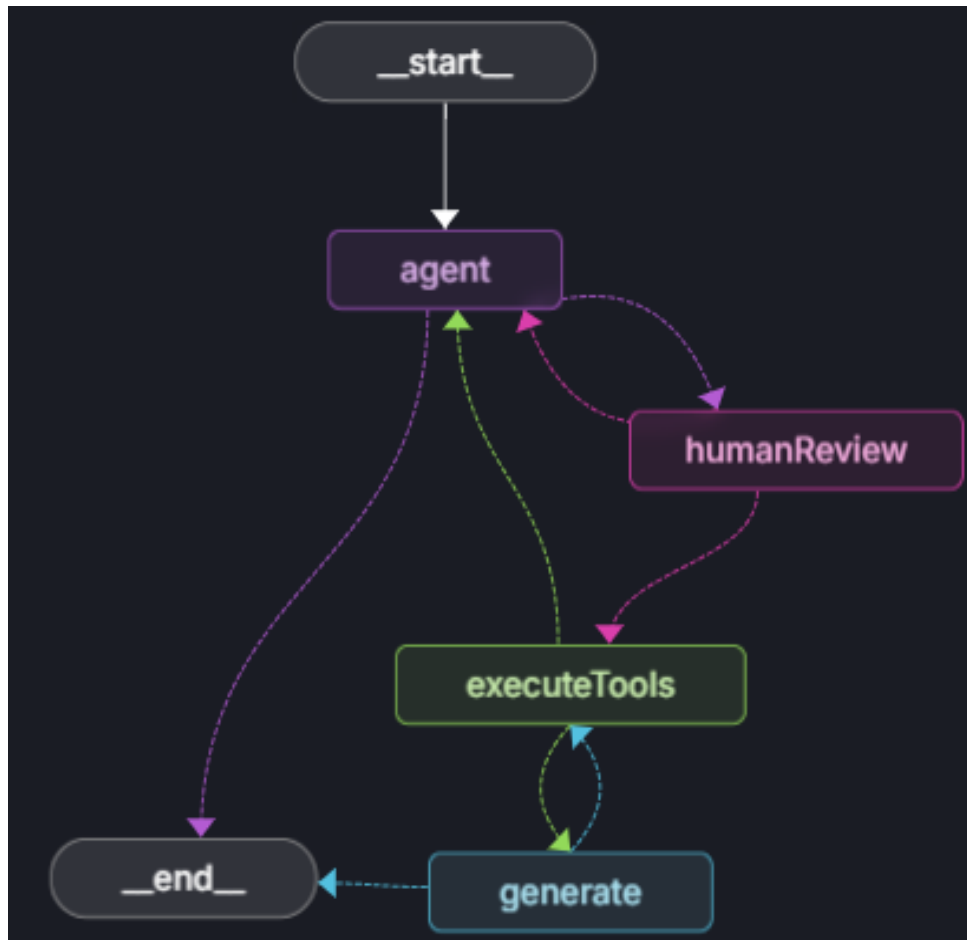 __start__
agent
humanReview
executeTools
__end__
generate